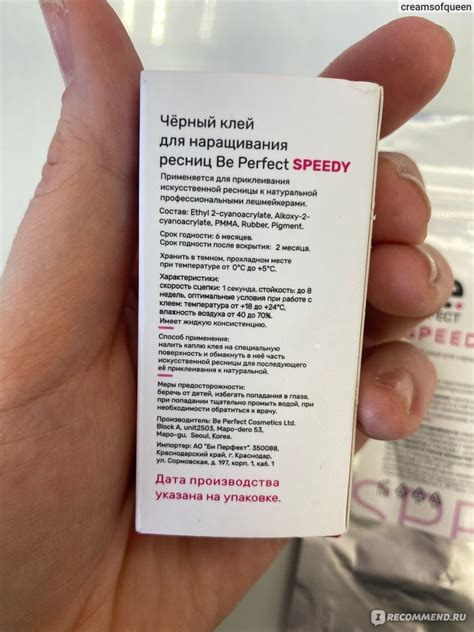 creamsofqueen
Чёрный клей
для наращивания
ресниц Be Perfect SPEEDY
Применяется для приклеивания
искусственной ресницы к натуральной
профессиональными лешмейкерами.
Состав: Ethyl 2-cyanoacrylate, Alkoxy-2-
cyanoacrylate, PMMA, Rubber, Pigment.
Срок годности: 6 месяцев.
Срок годности после вскрытия: 2 месяца.
Хранить в темном, прохладном месте
при температуре от 0°C до +5°C.
Характеристики:
скорость сцепки: 1 секунда, стойкость: до 8
недель, оптимальные условия при работе с
клеем: температура от +18 до +24°C,
влажность воздуха от 40 до 70%.
Имеет жидкую консистенцию.
Способ применения:
налить каплю клея на специальную
поверхность и обмакнуть в неё часть
искусственной ресницы для последующего
её приклеивания к натуральной.
Меры предосторожности:
беречь от детей, избегать попадания в глаза,
при попадании тщательно промыть водой, при
необходимости обратиться к врачу.
Производитель: Be Perfect Cosmetics Ltd.
Block A, unit2503, Mapo-dero 53,
Mapo-gu, Seoul, Korea.
Импортер: АО "Би Перфект". 350088,
Краснодарский край, г. Краснодар,
ул. Сормовская, д. 197, корп. 1, каб. 1
Дата производства
указана на упаковке.
SPEEDY
SPE
I RECOMMEND.RU